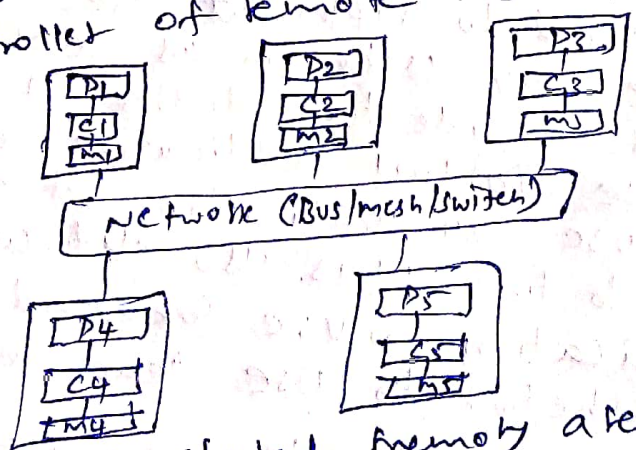 roller of remote
P1 P2 P3
C1 C2 C3
M1 M2 M3
Network (Bus/mesh/switch)
P4 P5
C4 C5
M4 M5
memory are